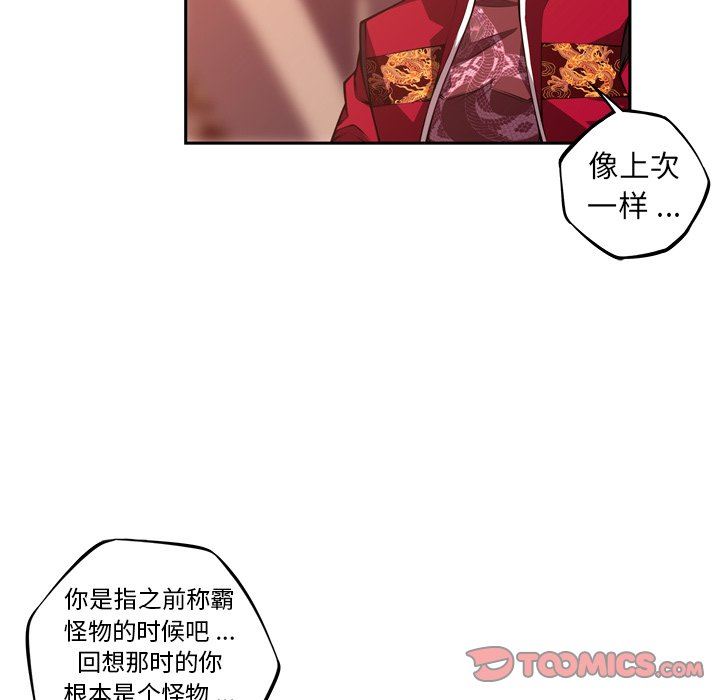 像上次
一样 ...
你是指之前称霸
怪物的时候吧 ...
回想那时的你
根本是个怪物 ...
TOOMICS.COM